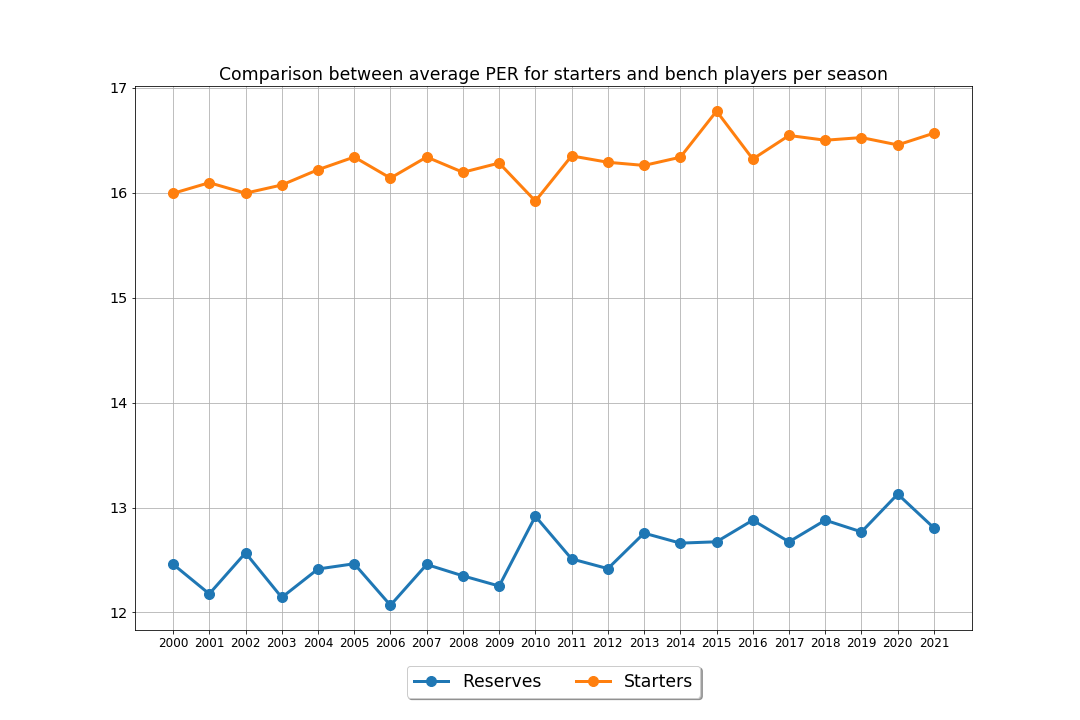 Comparison between average PER for starters and bench players per season
17
16
15
14
13
12
2000 2001 2002 2003 2004 2005 2006 2007 2008 2009 2010 2011 2012 2013 2014 2015 2016 2017 2018 2019 2020 2021
Reserves Starters